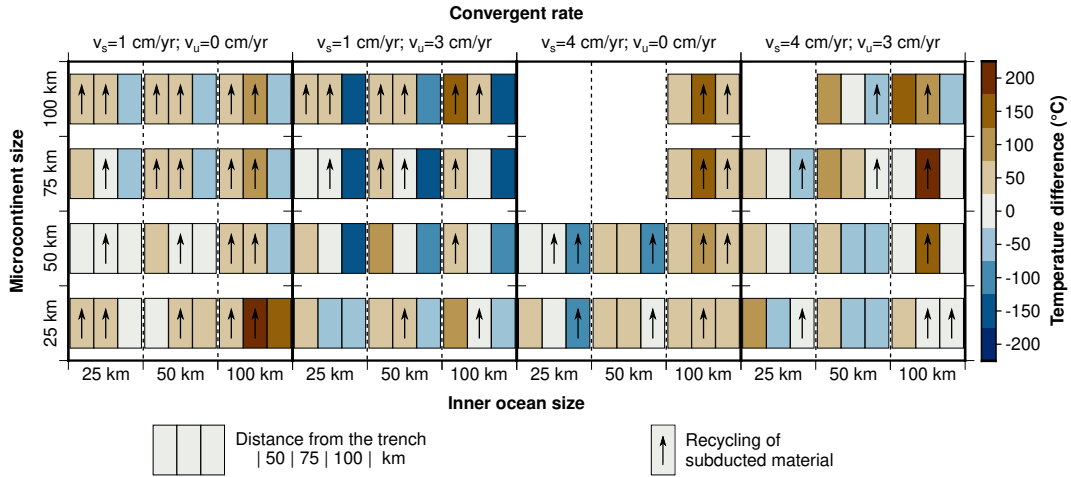 Convergent rate
vₛ=1 cm/yr; vᵤ=0 cm/yr
vₛ=1 cm/yr; vᵤ=3 cm/yr
vₛ=4 cm/yr; vᵤ=0 cm/yr
vₛ=4 cm/yr; vᵤ=3 cm/yr
Microcontinent size
100 km
75 km
50 km
25 km
25 km 50 km 100 km 25 km 50 km 100 km 25 km 50 km 100 km 25 km 50 km 100 km
Inner ocean size
200
150
100
50
0
-50
-100
-150
-200
Temperature difference (°C)
Distance from the trench
| 50 | 75 | 100 | km
Recycling of
subducted material